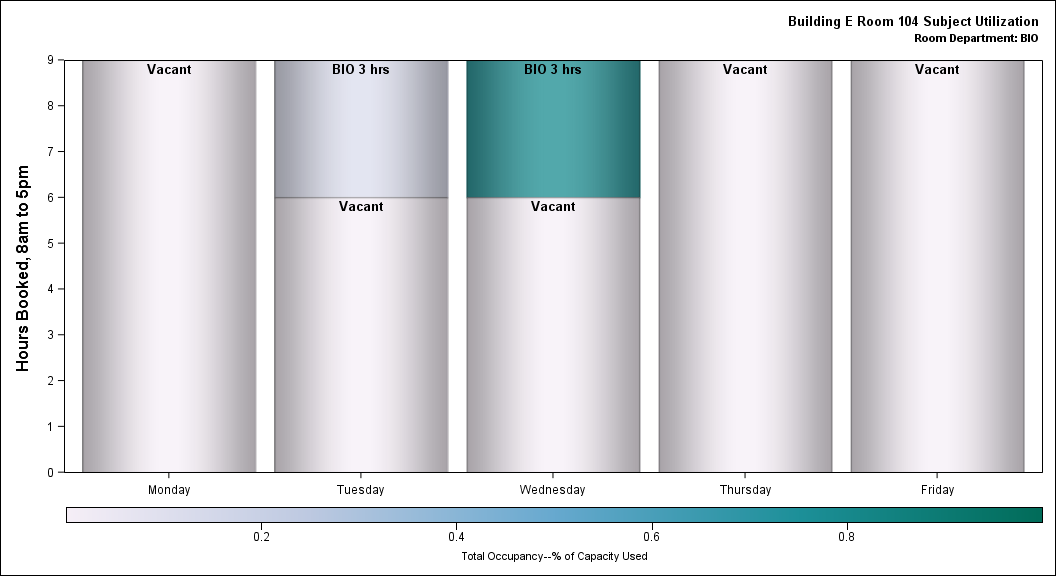 Building E Room 104 Subject Utilization
Room Department: BIO
Hours Booked, 8am to 5pm
9
8
7
6
5
4
3
2
1
0
Vacant
BIO 3 hrs
BIO 3 hrs
Vacant
Vacant
Vacant
Vacant
Monday
Tuesday
Wednesday
Thursday
Friday
0.2
0.4
0.6
0.8
Total Occupancy--% of Capacity Used